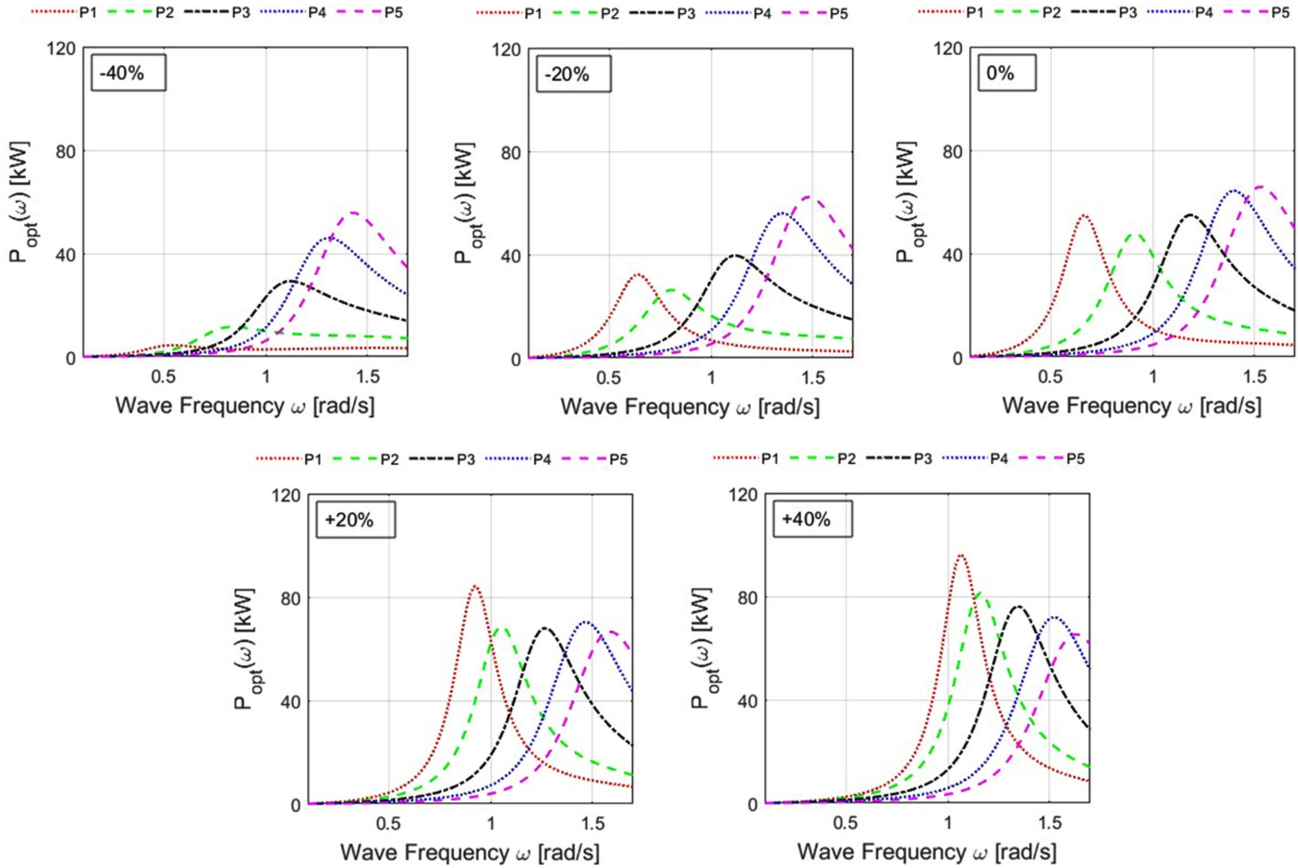 P1 P2 P3 P4 P5
-40%
120
80
40
0
0.5 1 1.5
P_opt(ω) [kW]
Wave Frequency ω [rad/s]
P1 P2 P3 P4 P5
-20%
120
80
40
0
0.5 1 1.5
P_opt(ω) [kW]
Wave Frequency ω [rad/s]
P1 P2 P3 P4 P5
0%
120
80
40
0
0.5 1 1.5
P_opt(ω) [kW]
Wave Frequency ω [rad/s]
P1 P2 P3 P4 P5
+20%
120
80
40
0
0.5 1 1.5
P_opt(ω) [kW]
Wave Frequency ω [rad/s]
P1 P2 P3 P4 P5
+40%
120
80
40
0
0.5 1 1.5
P_opt(ω) [kW]
Wave Frequency ω [rad/s]